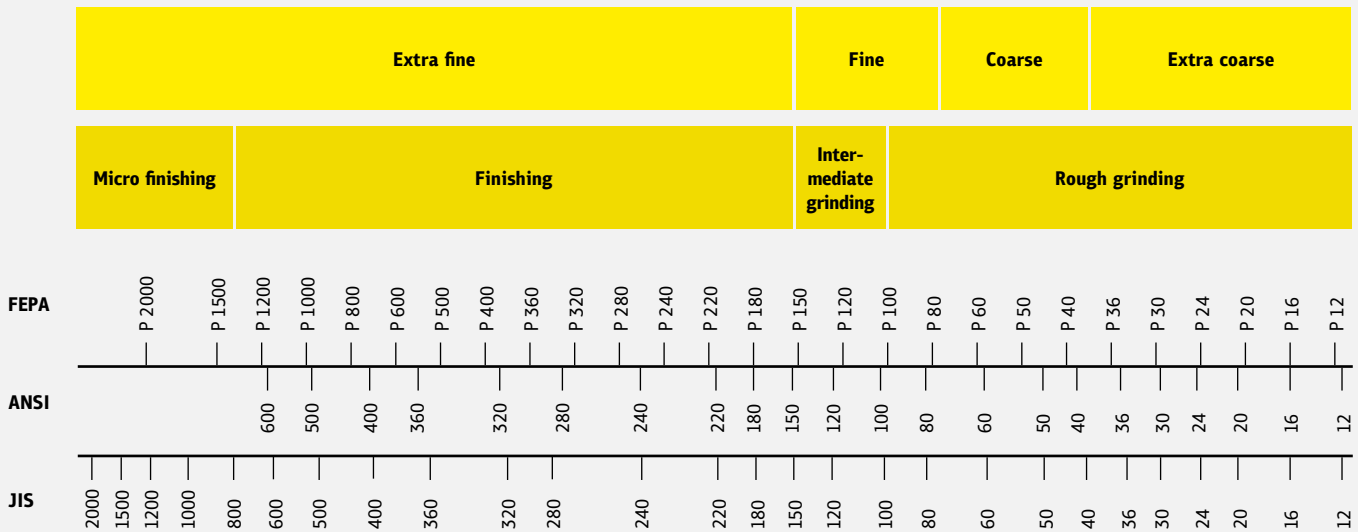 Extra fine
Fine
Coarse
Extra coarse
Micro finishing
Finishing
Inter-
mediate
grinding
Rough grinding
FEPA
P 2000
P 1500
P 1200
P 1000
P 800
P 600
P 500
P 400
P 360
P 320
P 280
P 240
P 220
P 180
P 150
P 120
P 100
P 80
P 60
P 50
P 40
P 36
P 30
P 24
P 20
P 16
P 12
ANSI
600
500
400
360
320
280
240
220
180
150
120
100
80
60
50
40
36
30
24
20
16
12
JIS
2000
1500
1200
1000
800
600
500
400
360
320
280
240
220
180
150
120
100
80
60
50
40
36
30
24
20
16
12